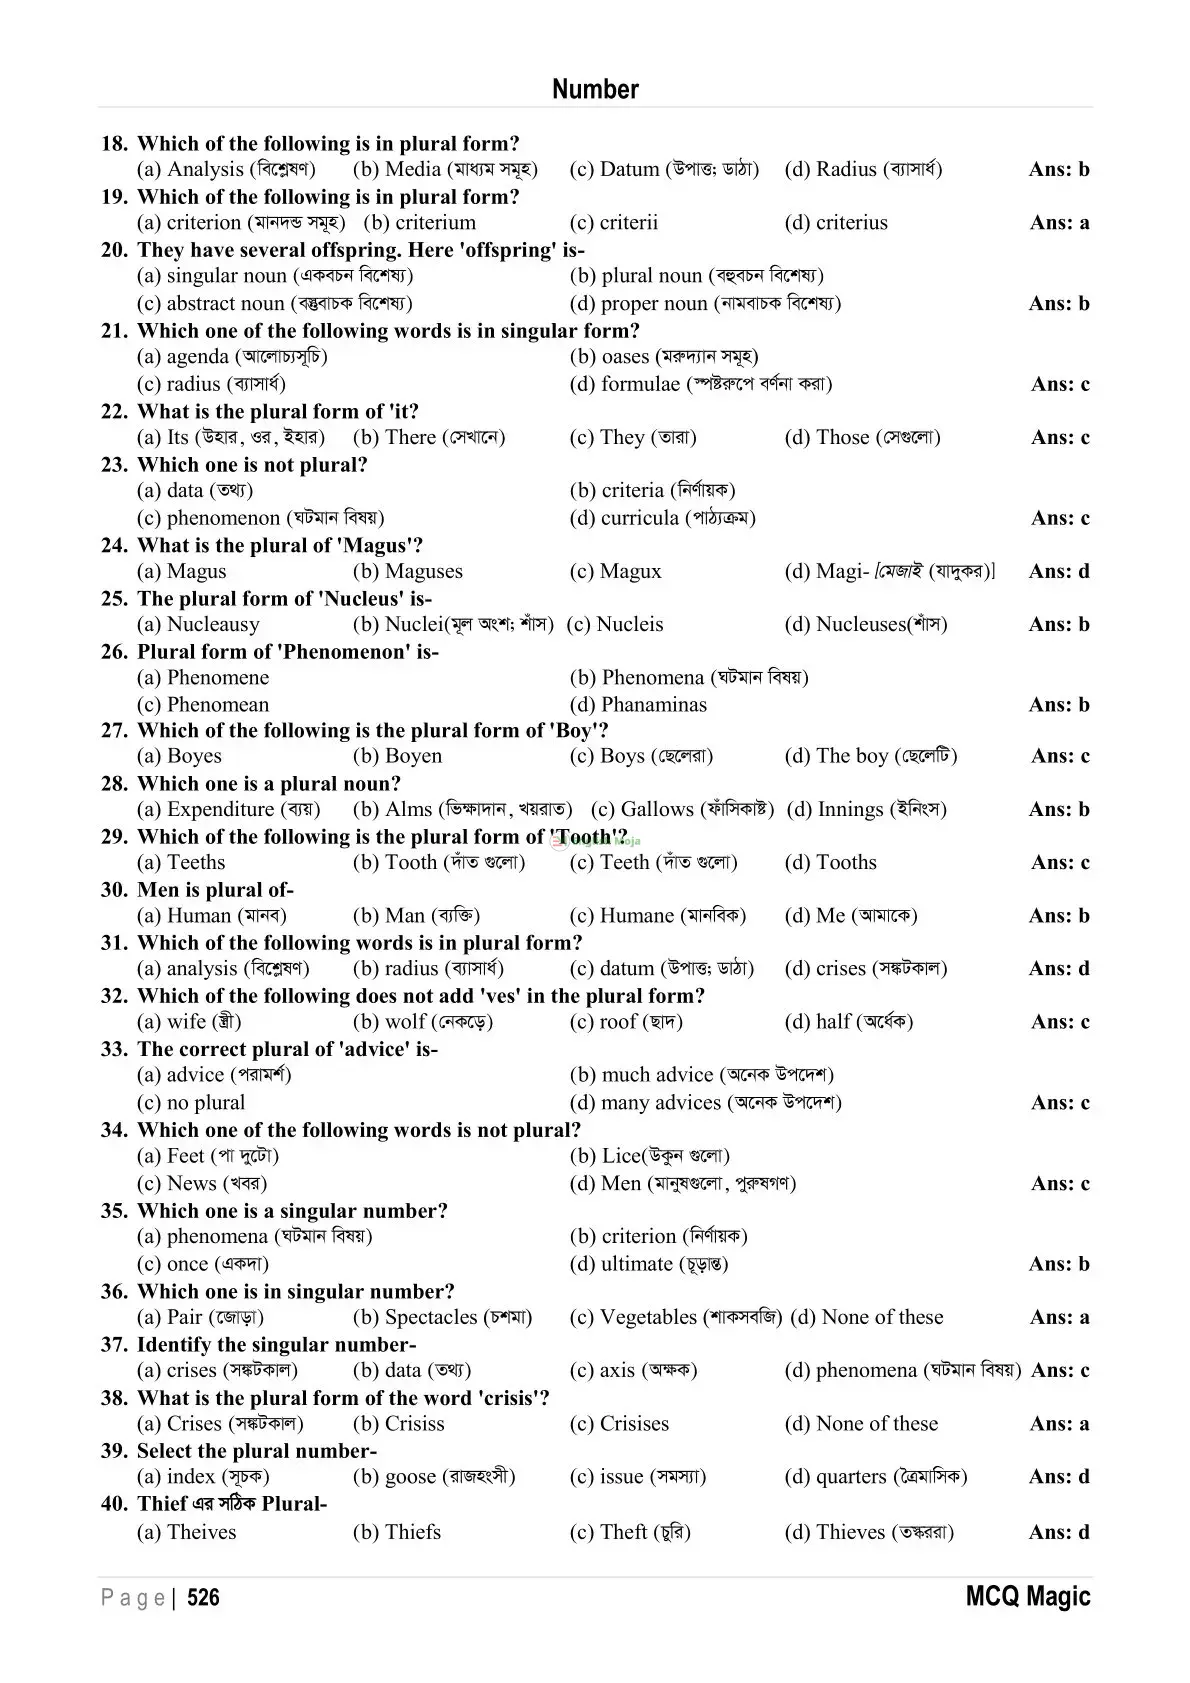 Number
18. Which of the following is in plural form?
(a) Analysis (বিশ্লেষণ) (b) Media (মাধ্যম সমূহ) (c) Datum (উপাত্ত; ডাঠা) (d) Radius (ব্যাসার্ধ) Ans: b
19. Which of the following is in plural form?
(a) criterion (মানদন্ড সমূহ) (b) criterium (c) criterii (d) criterius Ans: a
20. They have several offspring. Here 'offspring' is-
(a) singular noun (একবচন বিশেষ্য) (b) plural noun (বহুবচন বিশেষ্য)
(c) abstract noun (বস্তুবাচক বিশেষ্য) (d) proper noun (নামবাচক বিশেষ্য) Ans: b
21. Which one of the following words is in singular form?
(a) agenda (আলোচ্যসূচি) (b) oases (মরুদ্যান সমূহ)
(c) radius (ব্যাসার্ধ) (d) formulae (স্পষ্টরুপে বর্ণনা করা) Ans: c
22. What is the plural form of 'it?
(a) Its (উহার, ওর, ইহার) (b) There (সেখানে) (c) They (তারা) (d) Those (সেগুলো) Ans: c
23. Which one is not plural?
(a) data (তথ্য) (b) criteria (নির্ণায়ক)
(c) phenomenon (ঘটমান বিষয়) (d) curricula (পাঠ্যক্রম) Ans: c
24. What is the plural of 'Magus'?
(a) Magus (b) Maguses (c) Magux (d) Magi- [মেজাই (যাদুকর)] Ans: d
25. The plural form of 'Nucleus' is-
(a) Nucleausy (b) Nuclei(মূল অংশ; শাঁস) (c) Nucleis (d) Nucleuses(শাঁস) Ans: b
26. Plural form of 'Phenomenon' is-
(a) Phenomene (b) Phenomena (ঘটমান বিষয়)
(c) Phenomean (d) Phanaminas Ans: b
27. Which of the following is the plural form of 'Boy'?
(a) Boyes (b) Boyen (c) Boys (ছেলেরা) (d) The boy (ছেলেটি) Ans: c
28. Which one is a plural noun?
(a) Expenditure (ব্যয়) (b) Alms (ভিক্ষাদান, খয়রাত) (c) Gallows (ফাঁসিকাষ্ট) (d) Innings (ইনিংস) Ans: b
29. Which of the following is the plural form of 'Tooth'?
(a) Teeths (b) Tooth (দাঁত গুলো) (c) Teeth (দাঁত গুলো) (d) Tooths Ans: c
30. Men is plural of-
(a) Human (মানব) (b) Man (ব্যক্তি) (c) Humane (মানবিক) (d) Me (আমাকে) Ans: b
31. Which of the following words is in plural form?
(a) analysis (বিশ্লেষণ) (b) radius (ব্যাসার্ধ) (c) datum (উপাত্ত; ডাঠা) (d) crises (সঙ্কটকাল) Ans: d
32. Which of the following does not add 'ves' in the plural form?
(a) wife (স্ত্রী) (b) wolf (নেকড়ে) (c) roof (ছাদ) (d) half (অর্ধেক) Ans: c
33. The correct plural of 'advice' is-
(a) advice (পরামর্শ) (b) much advice (অনেক উপদেশ)
(c) no plural (d) many advices (অনেক উপদেশ) Ans: c
34. Which one of the following words is not plural?
(a) Feet (পা দুটো) (b) Lice(উকুন গুলো)
(c) News (খবর) (d) Men (মানুষগুলো, পুরুষগণ) Ans: c
35. Which one is a singular number?
(a) phenomena (ঘটমান বিষয়) (b) criterion (নির্ণায়ক)
(c) once (একদা) (d) ultimate (চূড়ান্ত) Ans: b
36. Which one is in singular number?
(a) Pair (জোড়া) (b) Spectacles (চশমা) (c) Vegetables (শাকসবজি) (d) None of these Ans: a
37. Identify the singular number-
(a) crises (সঙ্কটকাল) (b) data (তথ্য) (c) axis (অক্ষক) (d) phenomena (ঘটমান বিষয়) Ans: c
38. What is the plural form of the word 'crisis'?
(a) Crises (সঙ্কটকাল) (b) Crisiss (c) Crisises (d) None of these Ans: a
39. Select the plural number-
(a) index (সূচক) (b) goose (রাজহংসী) (c) issue (সমস্যা) (d) quarters (ত্রৈমাসিক) Ans: d
40. Thief এর সঠিক Plural-
(a) Theives (b) Thiefs (c) Theft (চুরি) (d) Thieves (তস্কররা) Ans: d
Page| 526 MCQ Magic